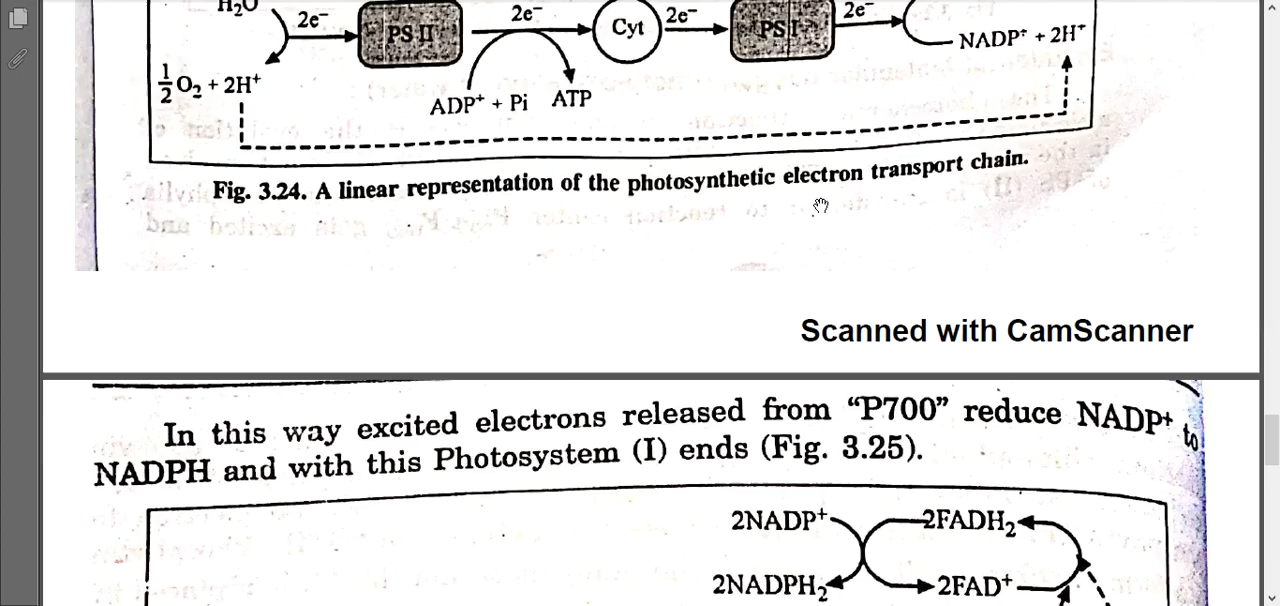 H₂O
2e⁻
PS II
2e⁻
Cyt
2e⁻
PS I
2e⁻
NADP⁺ + 2H⁺
½ O₂ + 2H⁺
ADP⁺ + Pi ATP
Fig. 3.24. A linear representation of the photosynthetic electron transport chain.
Scanned with CamScanner
In this way excited electrons released from “P700” reduce NADP⁺ to
NADPH and with this Photosystem (I) ends (Fig. 3.25).
2NADP⁺ 2FADH₂
2NADPH₂ 2FAD⁺